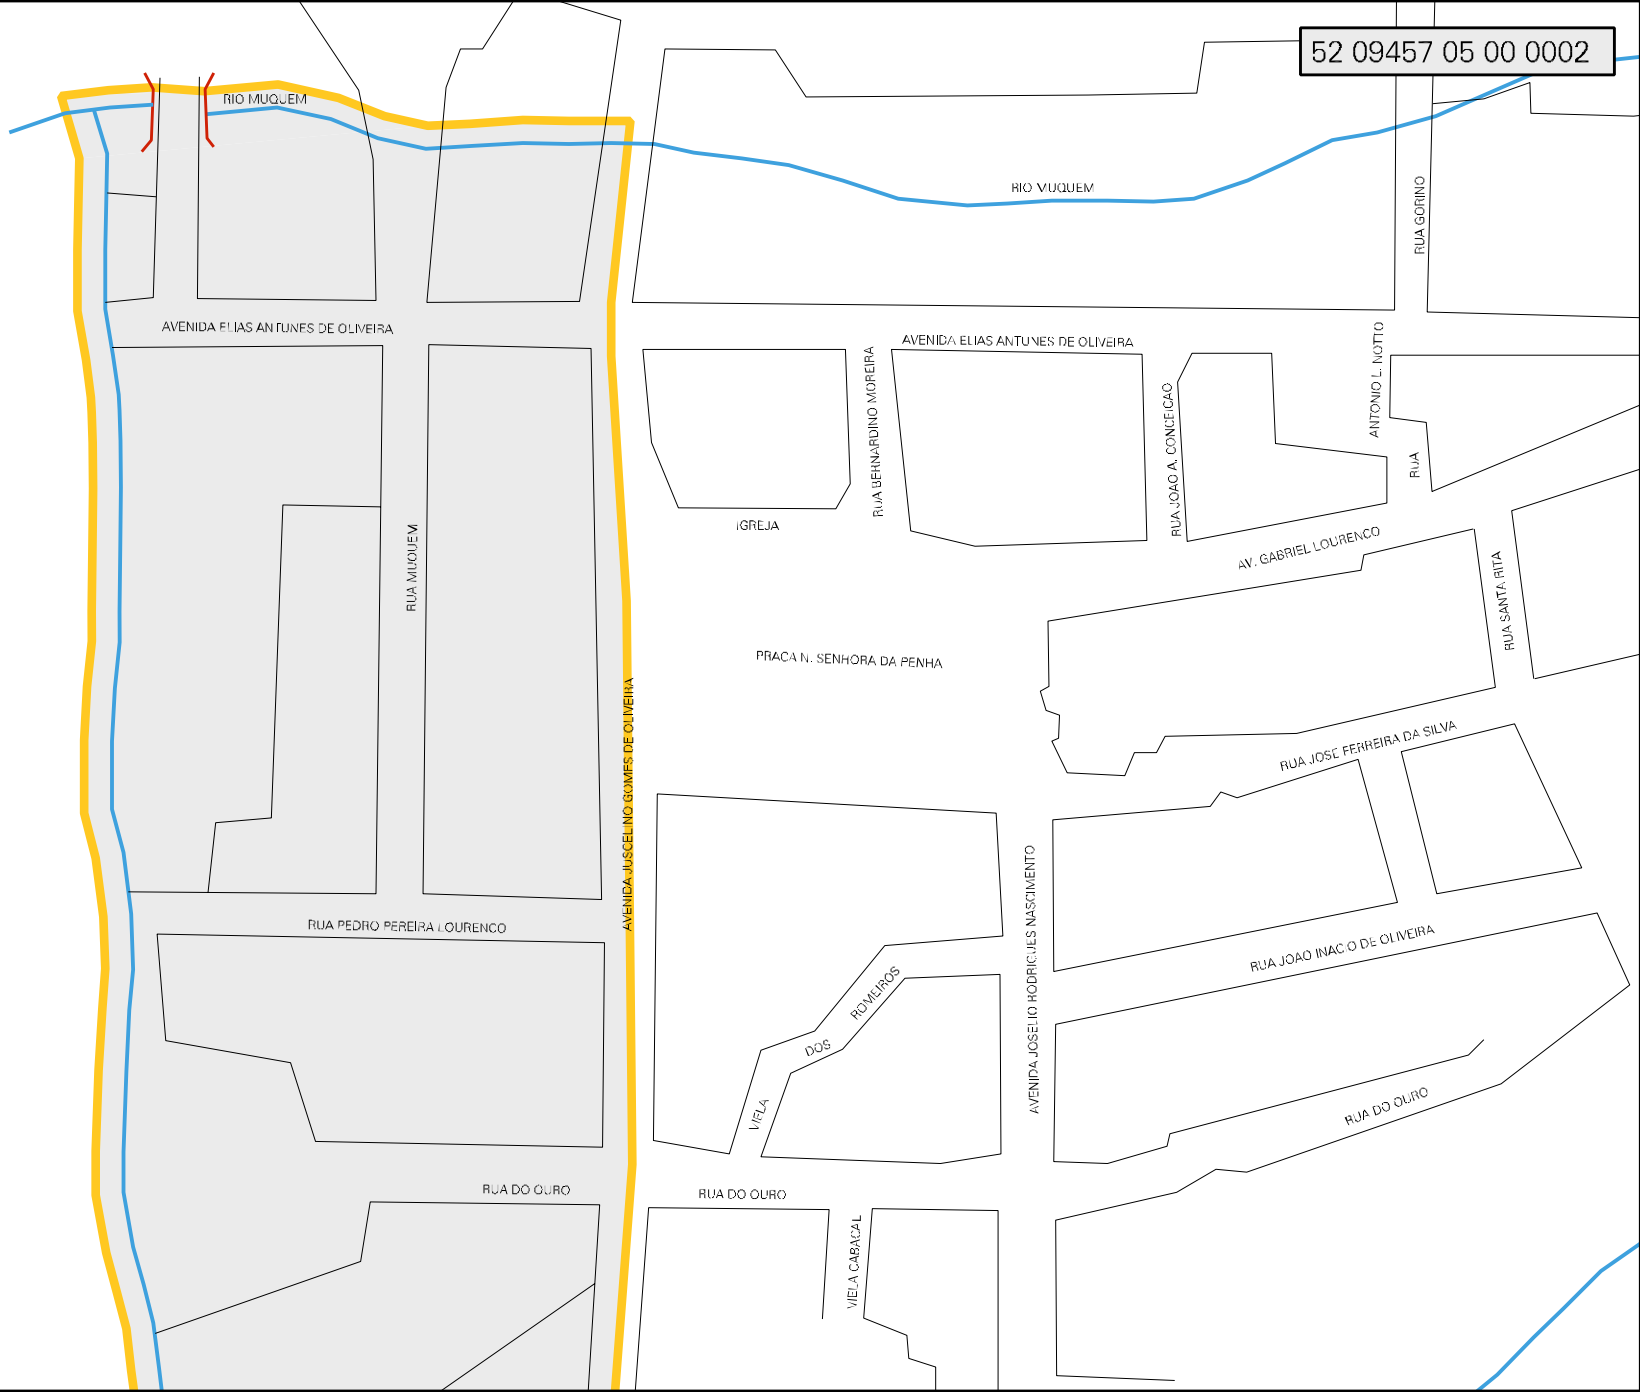 52 09457 05 00 0002
RIO MUQUEM
RIO MUQUEM
RUA GORINO
AVENIDA ELIAS ANTUNES DE OLIVEIRA
AVENIDA ELIAS ANTUNES DE OLIVEIRA
RUA BERNARDINO MOREIRA
RUA JOAO A. CONCEICAO
RUA ANTONIO L. NOTTO
IGREJA
AV. GABRIEL LOURENCO
RUA MUQUEM
RUA SANTA RITA
PRACA N. SENHORA DA PENHA
AVENIDA JUSCELINO GOMES DE OLIVEIRA
RUA JOSE FERREIRA DA SILVA
RUA PEDRO PEREIRA LOURENCO
AVENIDA JOSELIO RODRIGUES NASCIMENTO
RUA JOAO INACIO DE OLIVEIRA
VIELA DOS ROMEIROS
RUA DO OURO
RUA DO OURO
RUA DO OURO
VIELA CABACAL